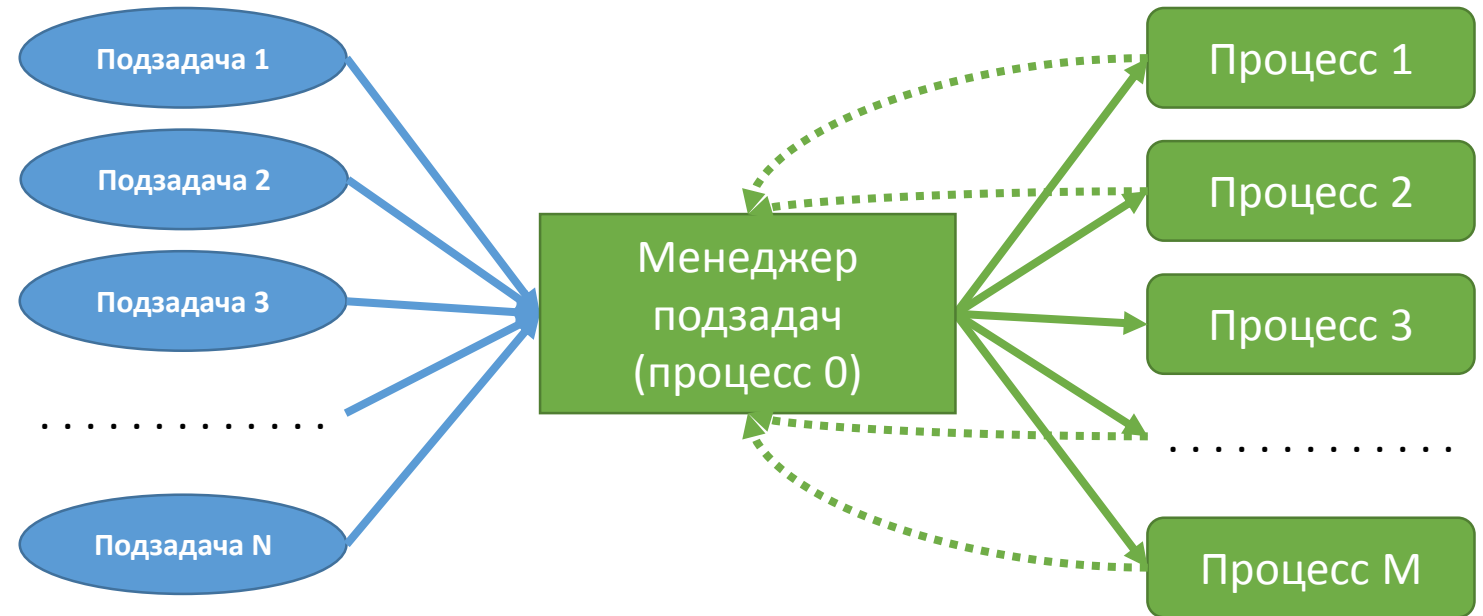 Подзадача 1
Подзадача 2
Подзадача 3
. . . . . . . . . . . . .
Подзадача N
Менеджер
подзадач
(процесс 0)
Процесс 1
Процесс 2
Процесс 3
. . . . . . . . . . . . .
Процесс M